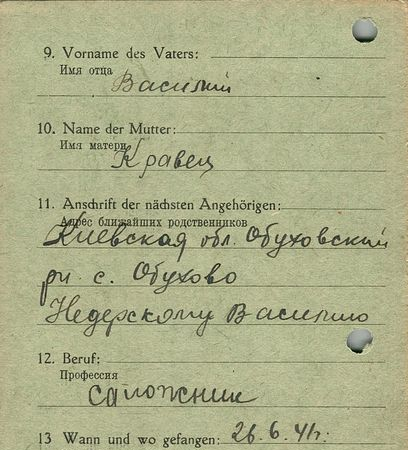 9. Vorname des Vaters:
Имя отца
Василий
10. Name der Mutter:
Имя матери
Кравец
11. Anschrift der nächsten Angehörigen:
Адрес ближайших родственников
Киевская обл. Обуховский
рн с. Обухово
Недерскому Василию
12. Beruf:
Профессия
сапожник
13 Wann und wo gefangen: 26.6.41г.